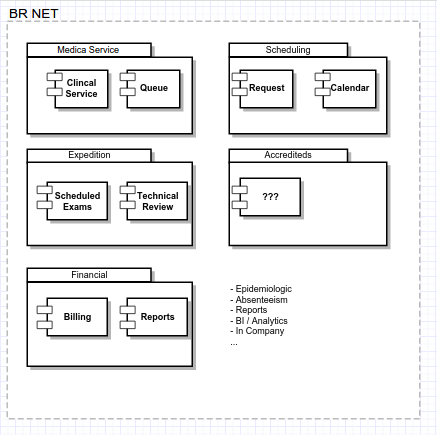 BR NET
Medica Service
Clincal
Service
Queue
Scheduling
Request
Calendar
Expedition
Scheduled
Exams
Technical
Review
Accrediteds
???
Financial
Billing
Reports
- Epidemiologic
- Absenteeism
- Reports
- BI / Analytics
- In Company
...